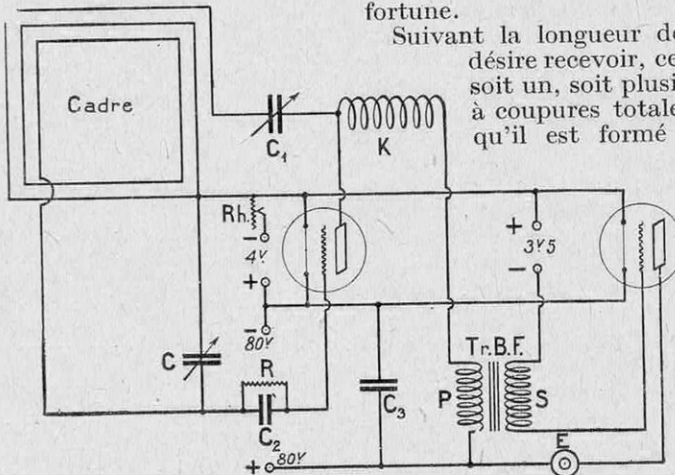 fortune.
Suivant la longueur d
désire recevoir, ce
soit un, soit plusi
à coupures totale
qu'il est formé
Cadre
C₁
K
Rh.
−
4V.
+
−
80V
+
3V5
−
C
R
C₂
C₃
Tr.B.F.
P
S
E
+ 80V